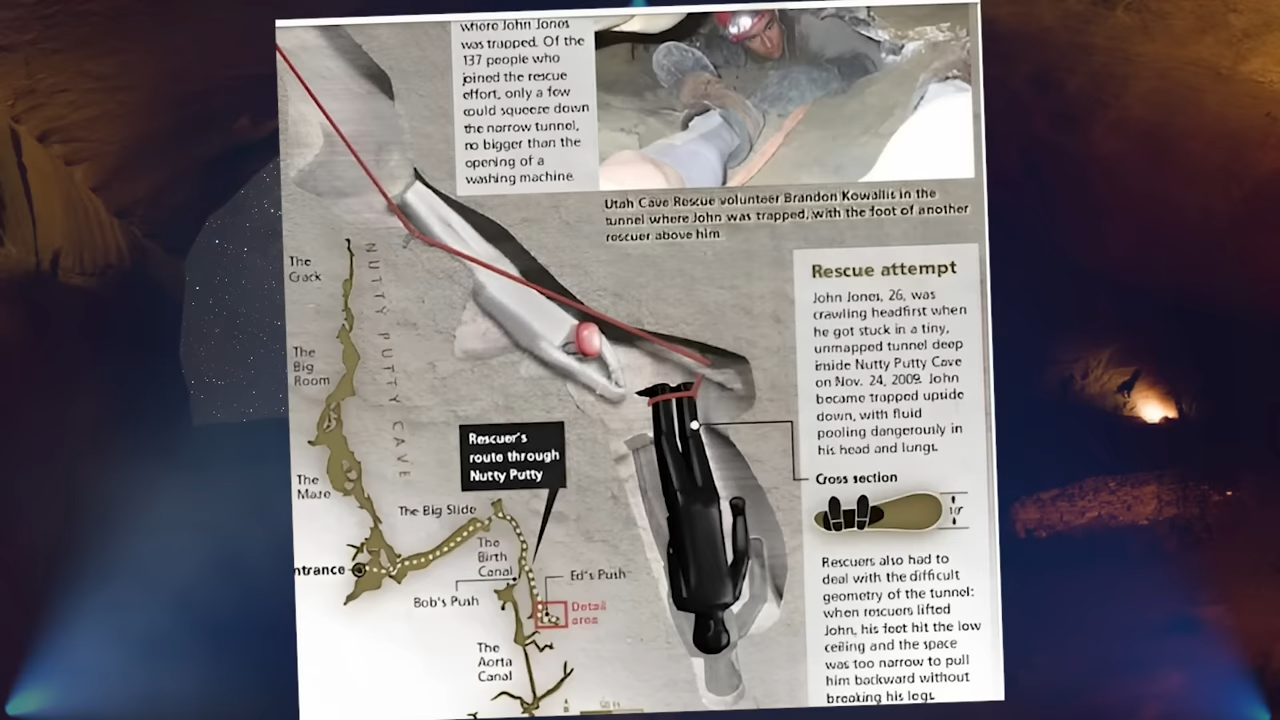 where John Jones
was trapped. Of the
137 people who
joined the rescue
effort, only a few
could squeeze down
the narrow tunnel,
no bigger than the
opening of a
washing machine
Utah Cave Rescue volunteer Brandon Kowallis in the
tunnel where John was trapped, with the foot of another
rescuer above him
Rescue attempt
John Jones, 26, was
crawling headfirst when
he got stuck in a tiny,
unmapped tunnel deep
inside Nutty Putty Cave
on Nov. 24, 2009. John
became trapped upside
down, with fluid
pooling dangerously in
his head and lungs.
Cross section
10"
Rescuers also had to
deal with the difficult
geometry of the tunnel:
when rescuers lifted
John, his feet hit the low
ceiling and the space
was too narrow to pull
him backward without
breaking his legs.
NUTTY PUTTY CAVE
The
Crack
The
Big
Room
The
Maze
Rescuer's
route through
Nutty Putty
The Big Slide
ntrance
The
Birth
Canal
Ed's Push
Bob's Push
Detail
area
The
Aorta
Canal